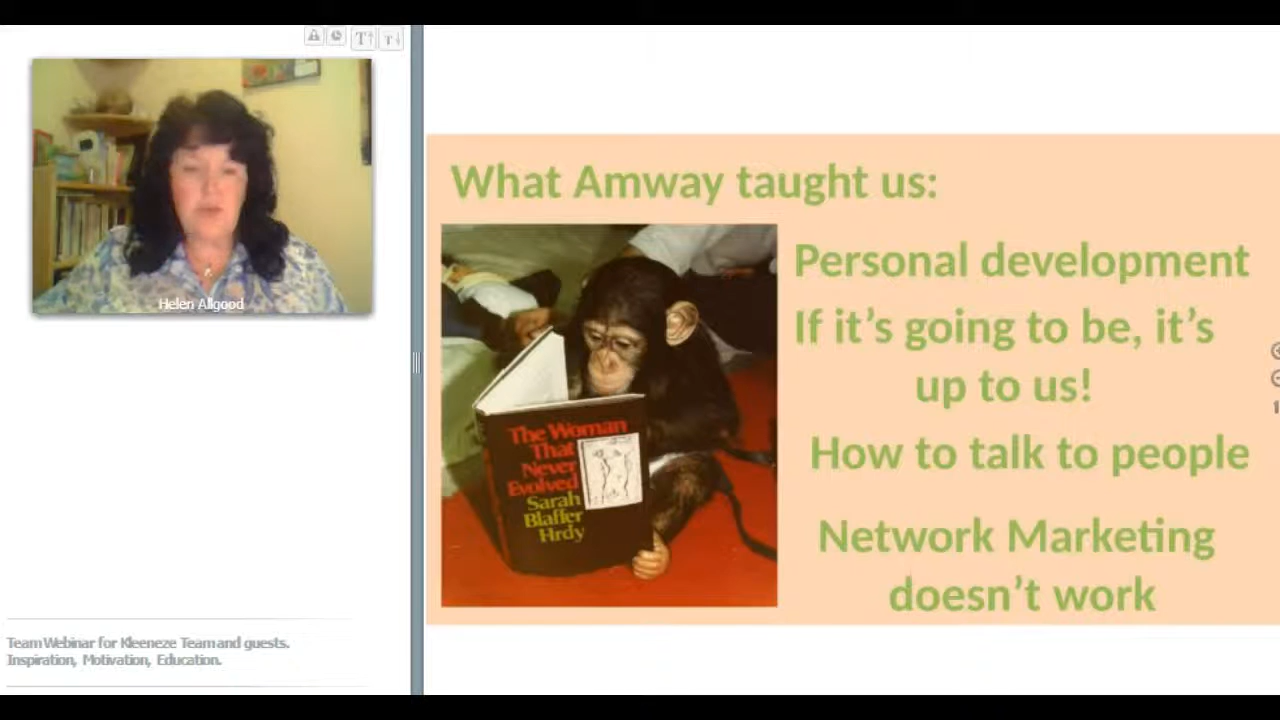 T↑ T↓
Helen Allgood
Team Webinar for Kleeneze Team and guests.
Inspiration, Motivation, Education.
What Amway taught us:
The Woman
That
Never
Evolved
Sarah
Blaffer
Hrdy
Personal development
If it's going to be, it's
up to us!
How to talk to people
Network Marketing
doesn't work